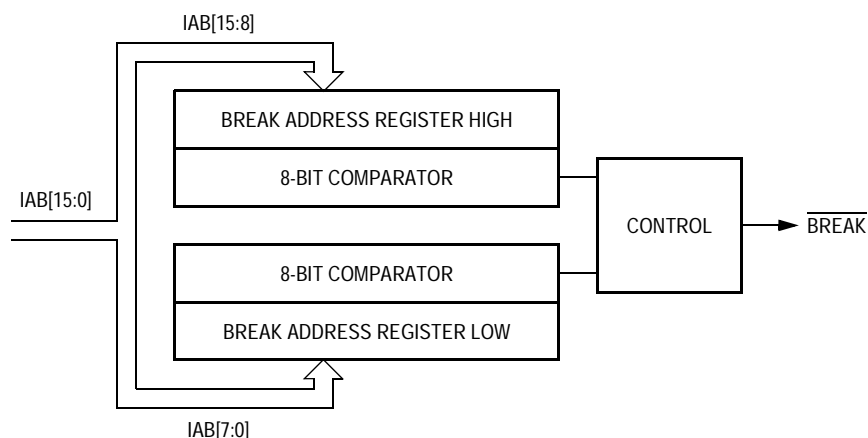 IAB[15:8]
BREAK ADDRESS REGISTER HIGH
8-BIT COMPARATOR
IAB[15:0]
CONTROL
BREAK
8-BIT COMPARATOR
BREAK ADDRESS REGISTER LOW
IAB[7:0]